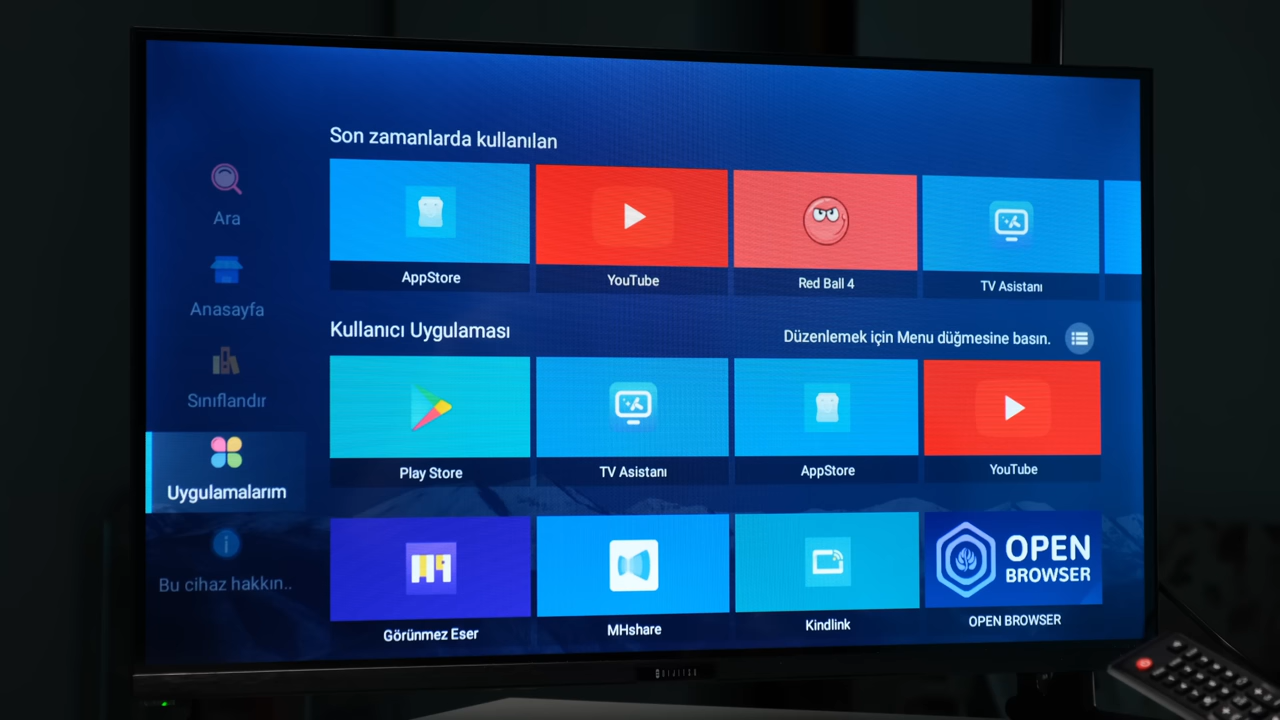 Son zamanlarda kullanılan
AppStore
YouTube
Red Ball 4
TV Asistanı
Ara
Anasayfa
Sınıflandır
Uygulamalarım
Bu cihaz hakkın..
Kullanıcı Uygulaması
Düzenlemek için Menu düğmesine basın.
Play Store
TV Asistanı
AppStore
YouTube
Görünmez Eser
MHshare
Kindlink
OPEN
BROWSER
OPEN BROWSER